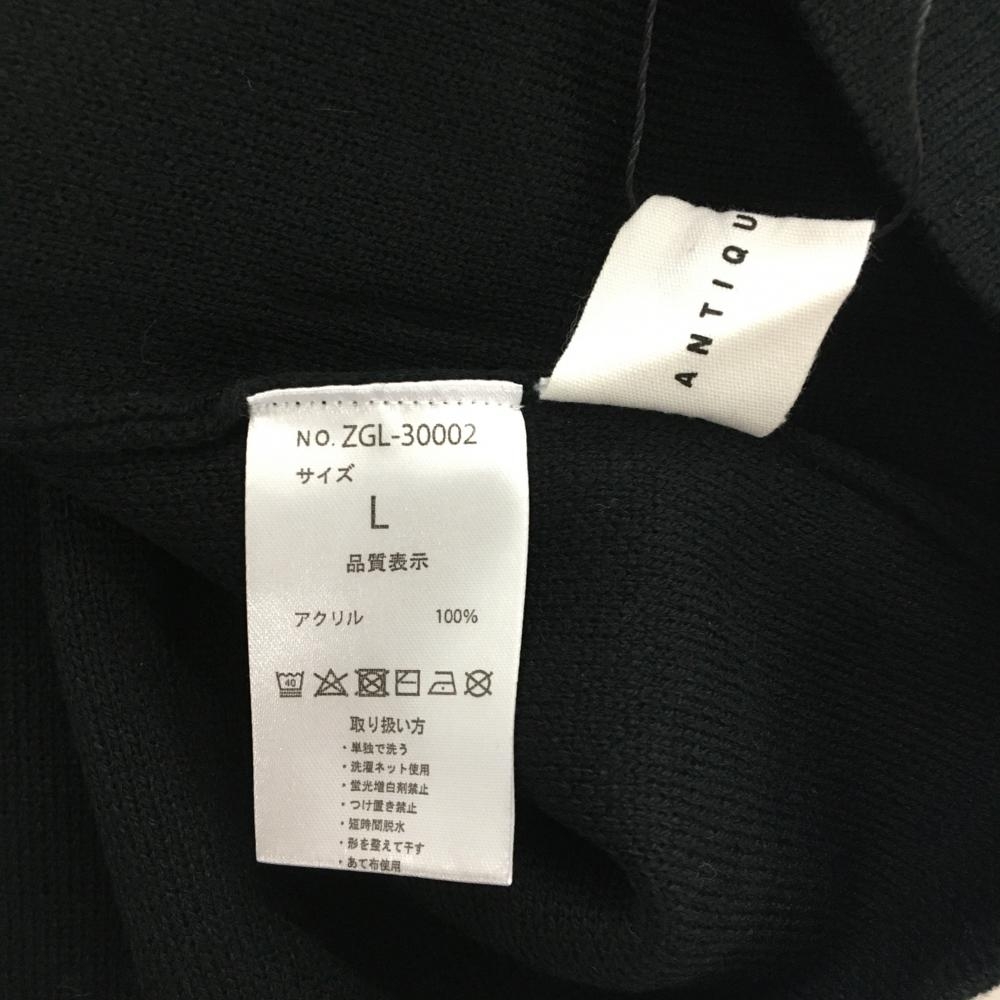 ANTIQU
NO. ZGL-30002
サイズ
L
品質表示
アクリル 100%
40
取り扱い方
・単独で洗う
・洗濯ネット使用
・蛍光増白剤禁止
・つけ置き禁止
・短時間脱水
・形を整えて干す
・あて布使用